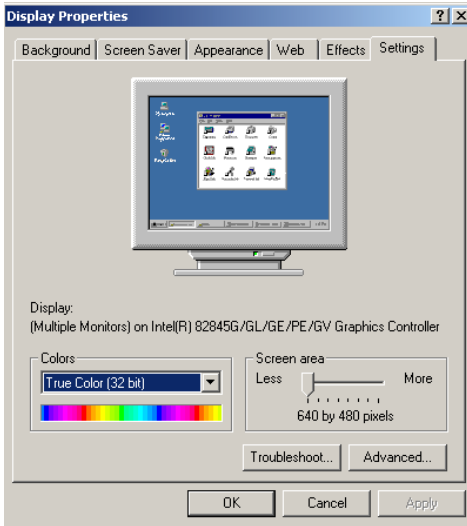 Display Properties
Background Screen Saver Appearance Web Effects Settings
Display:
(Multiple Monitors) on Intel(R) 82845G/GL/GE/PE/GV Graphics Controller
Colors
True Color (32 bit)
Screen area
Less More
640 by 480 pixels
Troubleshoot... Advanced...
OK Cancel Apply